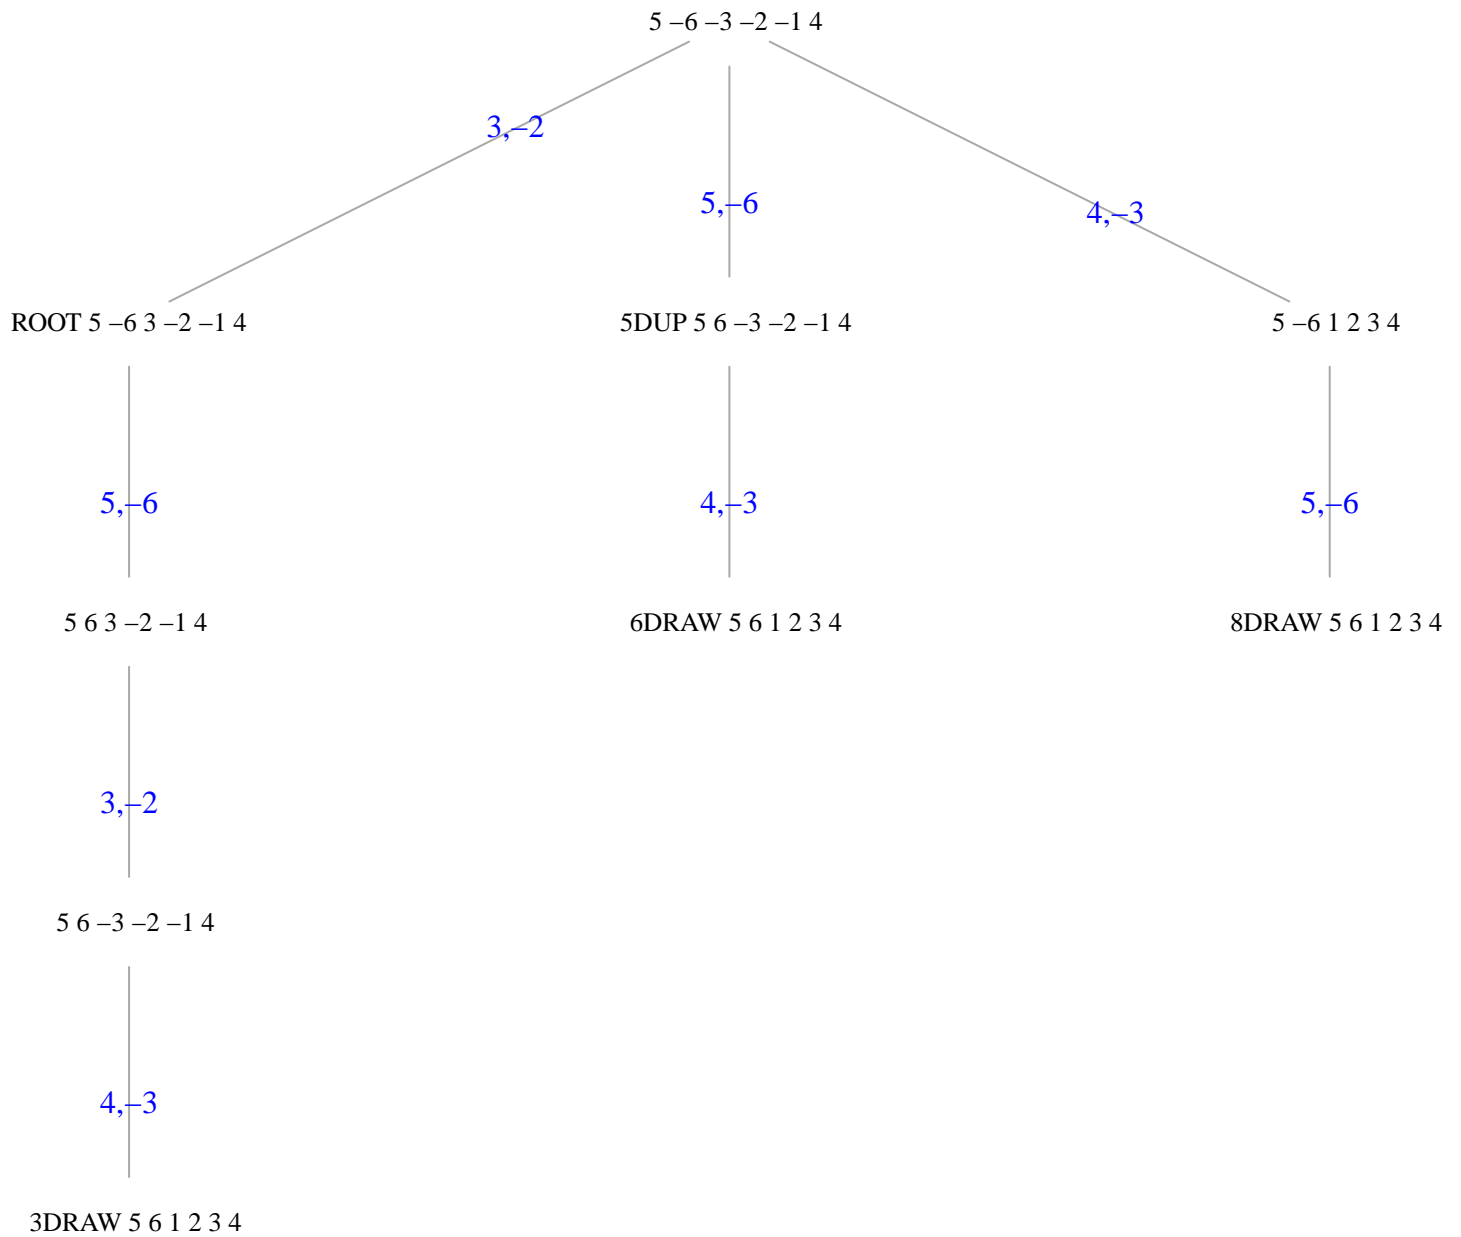 5 –6 –3 –2 –1 4
3,–2
5,–6
4,–3
ROOT 5 –6 3 –2 –1 4
5DUP 5 6 –3 –2 –1 4
5 –6 1 2 3 4
5,–6
4,–3
5,–6
5 6 3 –2 –1 4
6DRAW 5 6 1 2 3 4
8DRAW 5 6 1 2 3 4
3,–2
5 6 –3 –2 –1 4
4,–3
3DRAW 5 6 1 2 3 4